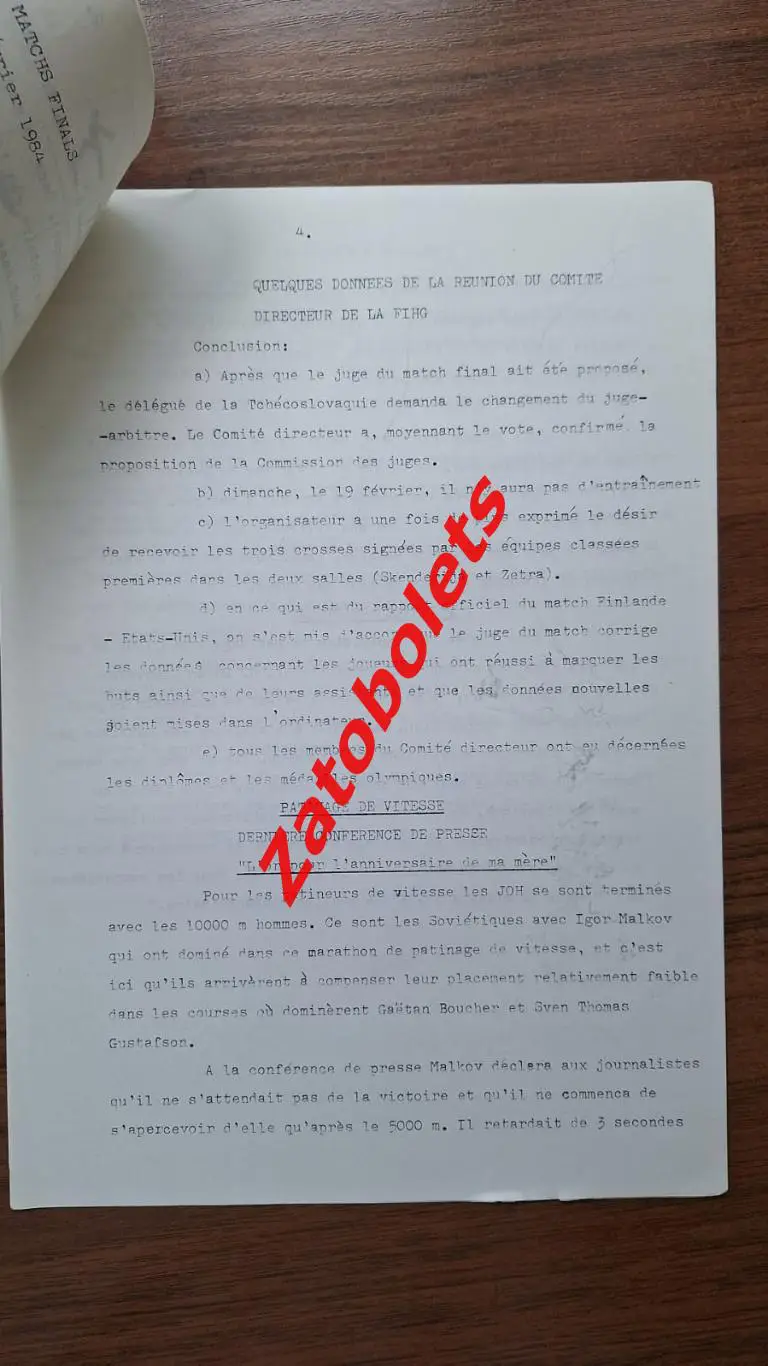 MATCHS FINALS
février 1984
4.
QUELQUES DONNEES DE LA REUNION DU COMITE
DIRECTEUR DE LA FIHG
Conclusion:
a) Après que le juge du match final ait été proposé,
le délégué de la Tchécoslovaquie demanda le changement du juge-
-arbitre. Le Comité directeur a, moyennant le vote, confirmé la
proposition de la Commission des juges.
b) dimanche, le 19 février, il n'y aura pas d'entraînement
c) l'organisateur a une fois de plus exprimé le désir
de recevoir les trois crosses signées par les équipes classées
premières dans les deux salles (Skenderija et Zetra).
d) en ce qui est du rapport officiel du match Finlande
- Etats-Unis, on s'est mis d'accord que le juge du match corrige
les données concernant les joueurs qui ont réussi à marquer les
buts ainsi que de leurs assistants et que les données nouvelles
soient mises dans l'ordinateur.
e) tous les membres du Comité directeur ont eu décernées
les diplômes et les médailles olympiques.
PATINAGE DE VITESSE
DERNIERE CONFERENCE DE PRESSE
"L'or pour l'anniversaire de ma mère"
Pour les patineurs de vitesse les JOH se sont terminés
avec les 10000 m hommes. Ce sont les Soviétiques avec Igor Malkov
qui ont dominé dans ce marathon de patinage de vitesse, et c'est
ici qu'ils arrivèrent à compenser leur placement relativement faible
dans les courses où dominèrent Gaëtan Boucher et Sven Thomas
Gustafson.
A la conférence de presse Malkov déclara aux journalistes
qu'il ne s'attendait pas de la victoire et qu'il ne commenca de
s'apercevoir d'elle qu'après le 5000 m. Il retardait de 3 secondes
Zatobolets